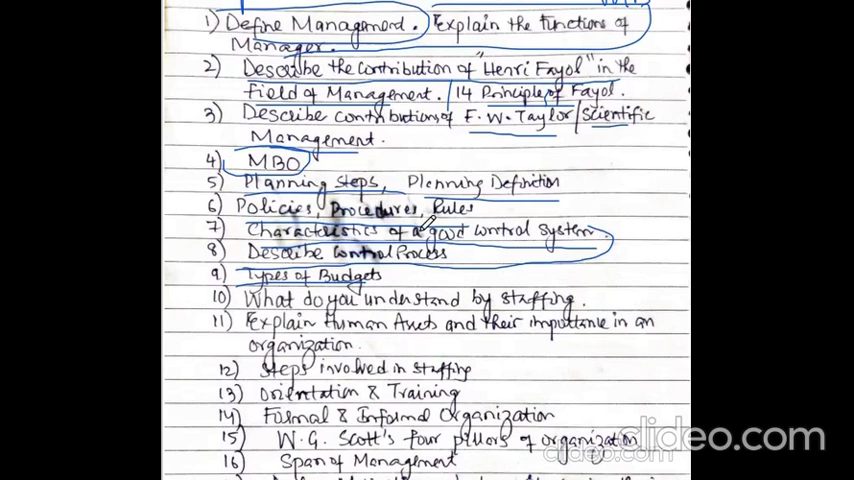 1) Define Management. Explain the functions of
Manager.
2) Describe the contribution of "Henri Fayol" in the
field of Management. / 14 Principle of Fayol.
3) Describe contributions of F. W. Taylor / Scientific
Management.
4) MBO
5) Planning steps, Planning Definition
6) Policies, Procedures, Rules
7) Characteristics of a good control system.
8) Describe control Process
9) Types of Budgets
10) What do you understand by staffing.
11) Explain Human Assets and their importance in an
organization.
12) Steps involved in staffing
13) Orientation & Training
14) Formal & Informal Organization
15) W. G. Scott's four pillars of organization
16) Span of Management
clideo.com